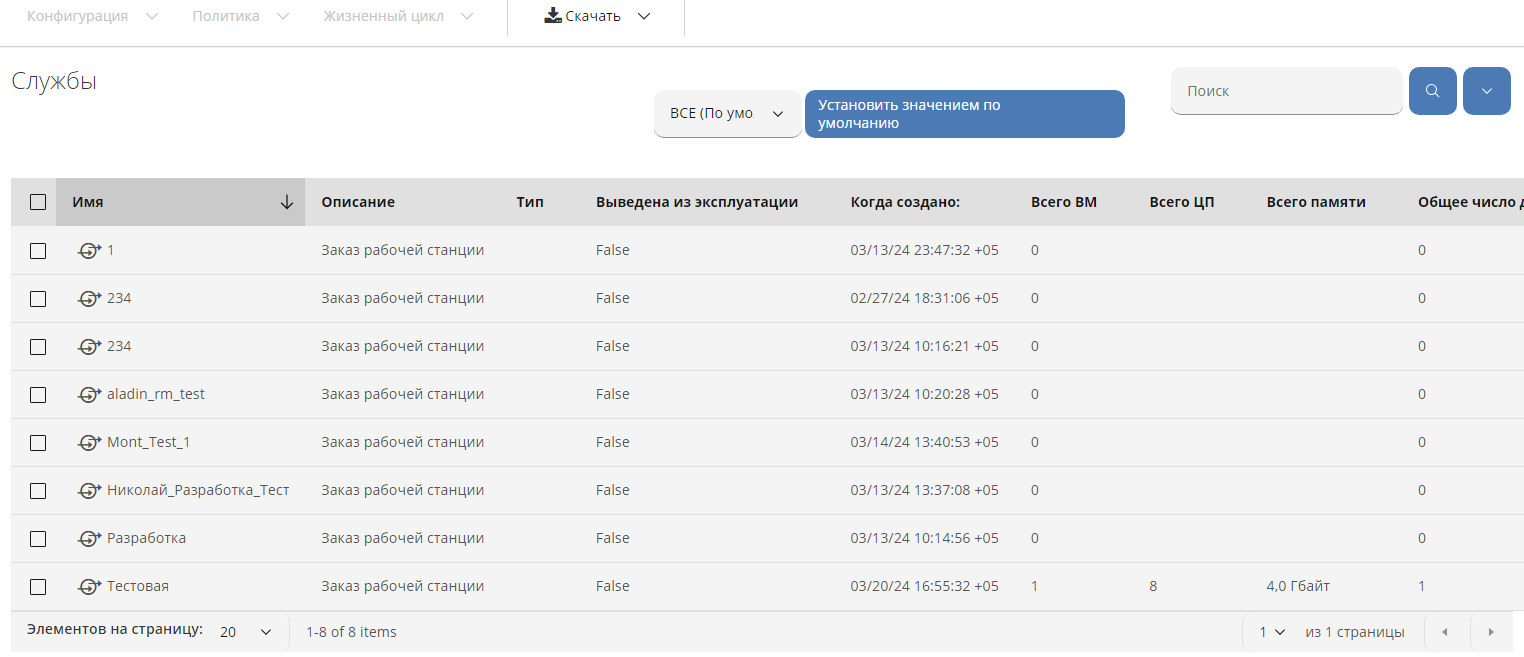 Конфигурация Политика Жизненный цикл Скачать
Службы
ВСЕ (По умо
Установить значением по
умолчанию
Поиск
Имя Описание Тип Выведена из эксплуатации Когда создано: Всего ВМ Всего ЦП Всего памяти Общее число д
1 Заказ рабочей станции False 03/13/24 23:47:32 +05 0 0
234 Заказ рабочей станции False 02/27/24 18:31:06 +05 0 0
234 Заказ рабочей станции False 03/13/24 10:16:21 +05 0 0
aladin_rm_test Заказ рабочей станции False 03/13/24 10:20:28 +05 0 0
Mont_Test_1 Заказ рабочей станции False 03/14/24 13:40:53 +05 0 0
Николай_Разработка_Тест Заказ рабочей станции False 03/13/24 13:37:08 +05 0 0
Разработка Заказ рабочей станции False 03/13/24 10:14:56 +05 0 0
Тестовая Заказ рабочей станции False 03/20/24 16:55:32 +05 1 8 4,0 Гбайт 1
Элементов на страницу: 20 1-8 of 8 items 1 из 1 страницы